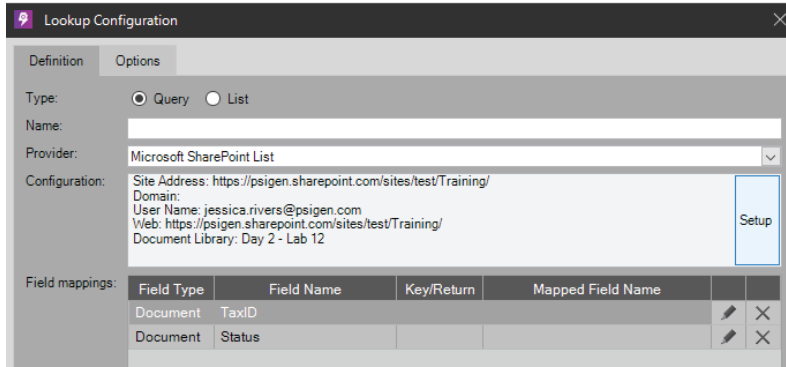 Lookup Configuration
Definition Options
Type: Query List
Name:
Provider: Microsoft SharePoint List
Configuration: Site Address: https://psigen.sharepoint.com/sites/test/Training/
Domain:
User Name: jessica.rivers@psigen.com
Web: https://psigen.sharepoint.com/sites/test/Training/
Document Library: Day 2 - Lab 12
Setup
Field mappings: Field Type Field Name Key/Return Mapped Field Name
Document TaxID
Document Status